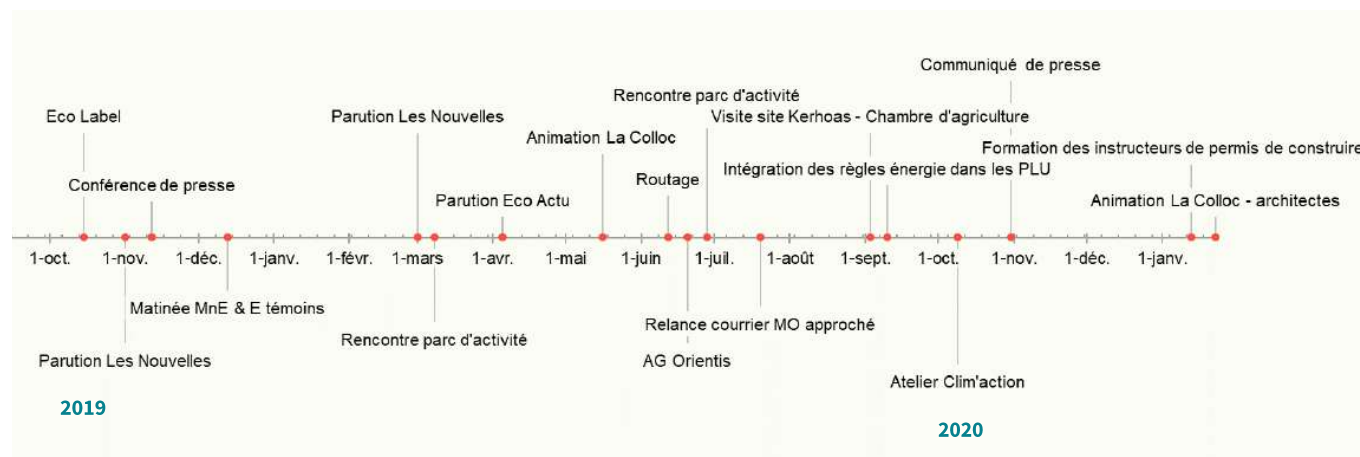 Communiqué de presse
Rencontre parc d'activité
Eco Label
Parution Les Nouvelles
Visite site Kerhoas - Chambre d'agriculture
Animation La Colloc
Formation des instructeurs de permis de construire
Intégration des règles énergie dans les PLU
Routage
Conférence de presse
Parution Eco Actu
Animation La Colloc - architectes
1-oct. 1-nov. 1-déc. 1-janv. 1-févr. 1-mars 1-avr. 1-mai 1-juin 1-juil. 1-août 1-sept. 1-oct. 1-nov. 1-déc. 1-janv.
Matinée MnE & E témoins
Relance courrier MO approché
Rencontre parc d'activité
Parution Les Nouvelles
AG Orientis
Atelier Clim'action
2019
2020